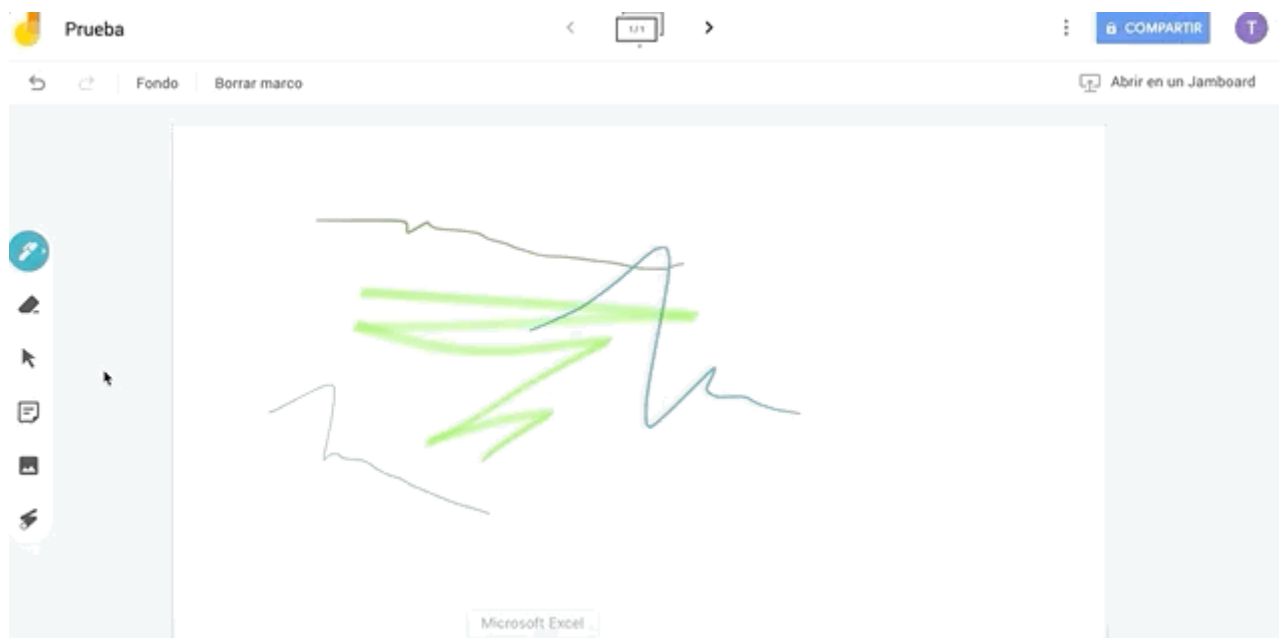 Prueba
1/1
COMPARTIR
T
Fondo
Borrar marco
Abrir en un Jamboard
Microsoft Excel